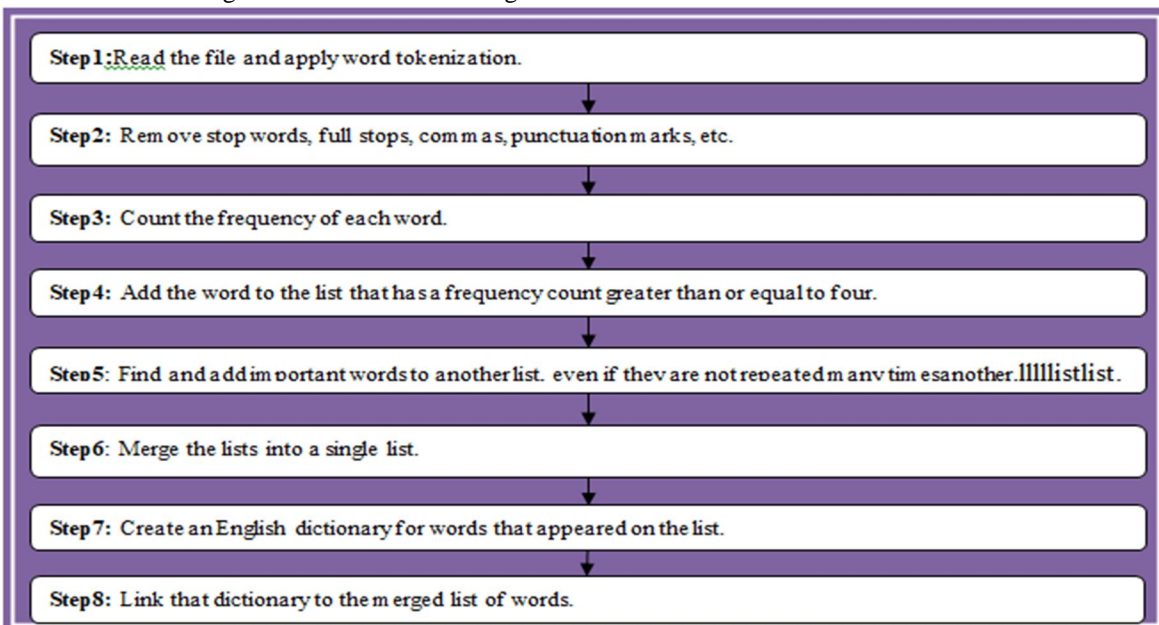 Step1:Read the file and apply word tokenization.
Step2: Remove stop words, full stops, commas, punctuation marks, etc.
Step3: Count the frequency of each word.
Step4: Add the word to the list that has a frequency count greater than or equal to four.
Step5: Find and add important words to another list, even if they are not repeated many timesanother.lllllistlist.
Step6: Merge the lists into a single list.
Step7: Create an English dictionary for words that appeared on the list.
Step8: Link that dictionary to the merged list of words.